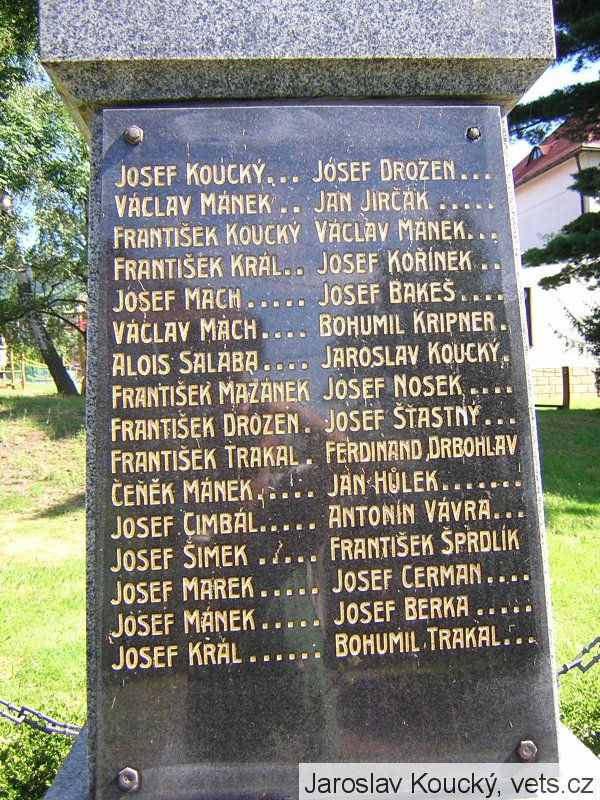 JOSEF KOUCKÝ... JOSEF DROZEN...
VÁCLAV MÁNEK.. JAN JIRČÁK.....
FRANTIŠEK KOUCKÝ VÁCLAV MÁNEK...
FRANTIŠEK KRÁL.. JOSEF KOŘÍNEK..
JOSEF MACH..... JOSEF BAKEŠ....
VÁCLAV MACH.... BOHUMIL KRIPNER.
ALOIS SALABA.... JAROSLAV KOUCKÝ.
FRANTIŠEK MAZÁNEK JOSEF NOSEK....
FRANTIŠEK DROZEN. JOSEF ŠŤASTNÝ...
FRANTIŠEK TRAKAL. FERDINAND DRBOHLAV
ČEŇĚK MÁNEK..... JAN HŮLEK.......
JOSEF CIMBÁL..... ANTONÍN VÁVRA...
JOSEF ŠIMEK..... FRANTIŠEK ŠPRDLÍK
JOSEF MAREK..... JOSEF CERMAN....
JOSEF MÁNEK..... JOSEF BERKA.....
JOSEF KRÁL...... BOHUMIL TRAKAL...
Jaroslav Koucký, vets.cz